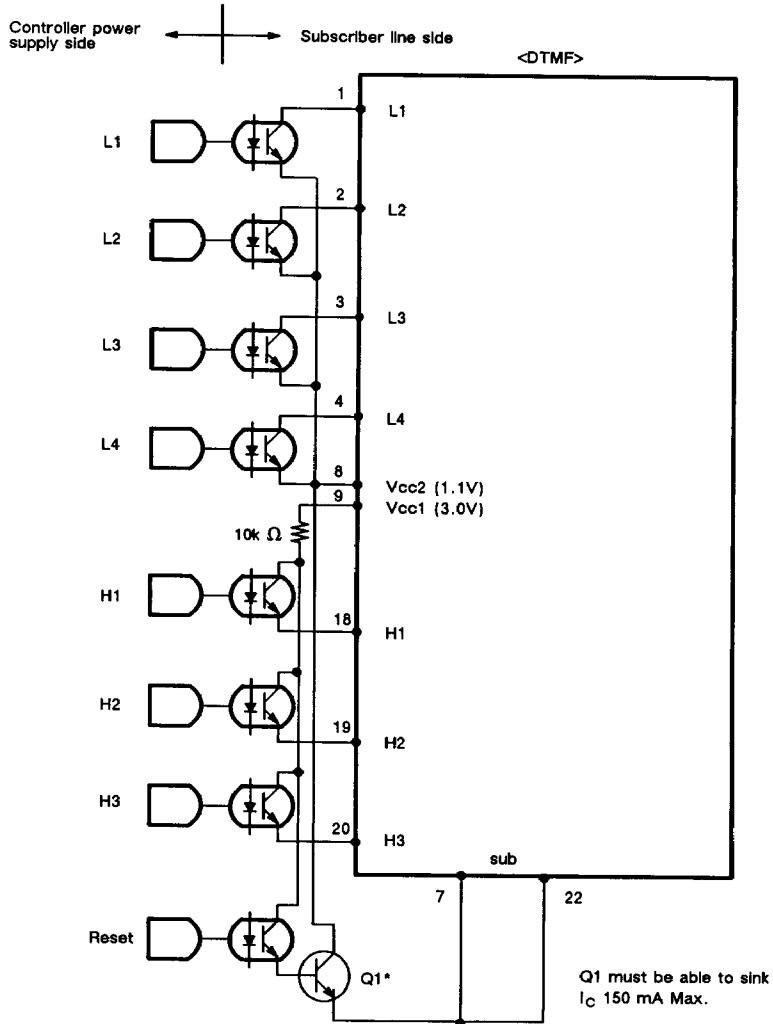 Controller power
supply side
Subscriber line side
<DTMF>
1
L1
L1
2
L2
L2
3
L3
L3
4
L4
L4
8
Vcc2 (1.1V)
9
Vcc1 (3.0V)
10k Ω
H1
18
H1
H2
19
H2
H3
20
H3
sub
7
22
Reset
Q1*
Q1 must be able to sink
IC 150 mA Max.